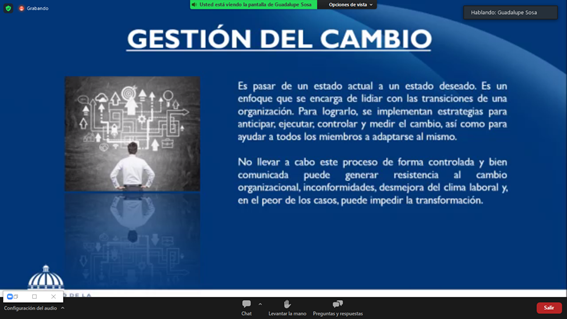 Grabando
Usted está viendo la pantalla de Guadalupe Sosa
Opciones de vista
Hablando: Guadalupe Sosa
GESTIÓN DEL CAMBIO
Es pasar de un estado actual a un estado deseado. Es un
enfoque que se encarga de lidiar con las transiciones de una
organización. Para lograrlo, se implementan estrategias para
anticipar, ejecutar, controlar y medir el cambio, así como para
ayudar a todos los miembros a adaptarse al mismo.
No llevar a cabo este proceso de forma controlada y bien
comunicada puede generar resistencia al cambio
organizacional, inconformidades, desmejora del clima laboral y,
en el peor de los casos, puede impedir la transformación.
DE LA
Configuración del audio
Chat
Levantar la mano
Preguntas y respuestas
Salir